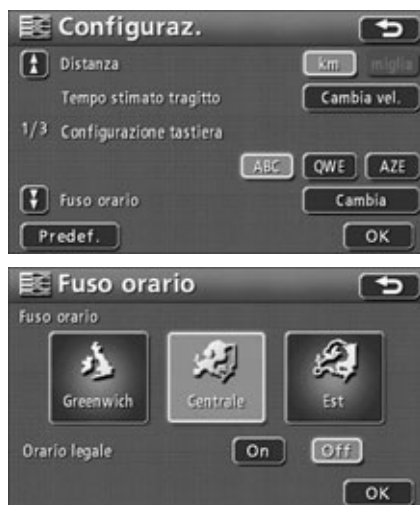 Configuraz.
Distanza km miglia
Tempo stimato tragitto Cambia vel.
1/3 Configurazione tastiera
ABC QWE AZE
Fuso orario Cambia
Predef. OK
Fuso orario
Fuso orario
Greenwich Centrale Est
Orario legale On Off
OK